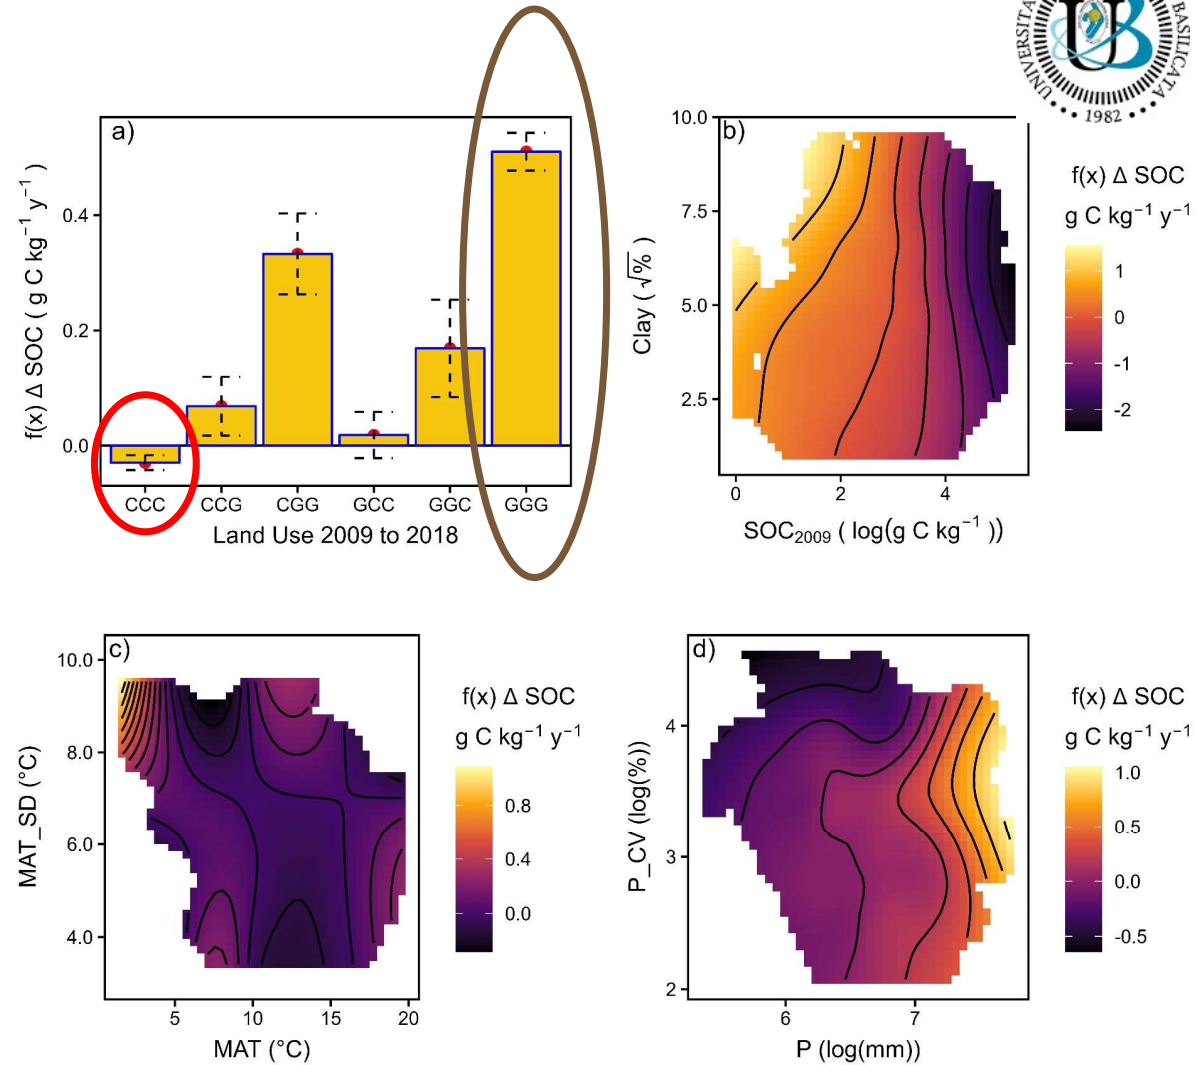 UNIVERSITA
BASILICATA
• • • 1982 • • •
a)
f(x) Δ SOC ( g C kg⁻¹ y⁻¹ )
0.4
0.2
0.0
CCC CCG CGG GCC GGC GGG
Land Use 2009 to 2018
b)
Clay ( √% )
10.0
7.5
5.0
2.5
0 2 4
SOC₂₀₀₉ ( log(g C kg⁻¹ ))
f(x) Δ SOC
g C kg⁻¹ y⁻¹
1
0
-1
-2
c)
MAT_SD (°C)
10.0
8.0
6.0
4.0
5 10 15 20
MAT (°C)
f(x) Δ SOC
g C kg⁻¹ y⁻¹
0.8
0.4
0.0
d)
P_CV (log(%))
4
3
2
6 7
P (log(mm))
f(x) Δ SOC
g C kg⁻¹ y⁻¹
1.0
0.5
0.0
-0.5